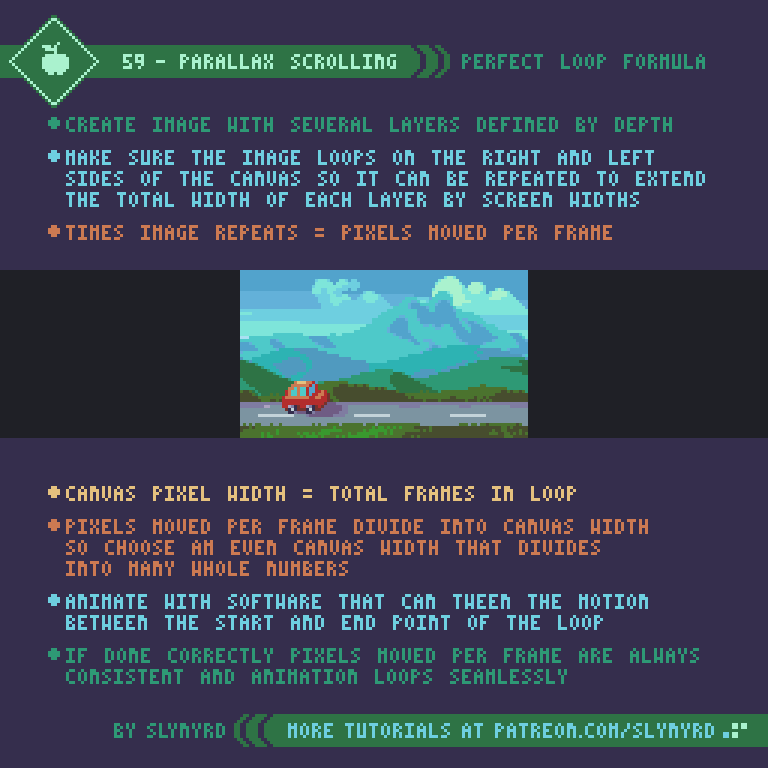 59 - PARALLAX SCROLLING PERFECT LOOP FORMULA
CREATE IMAGE WITH SEVERAL LAYERS DEFINED BY DEPTH
MAKE SURE THE IMAGE LOOPS ON THE RIGHT AND LEFT
SIDES OF THE CANVAS SO IT CAN BE REPEATED TO EXTEND
THE TOTAL WIDTH OF EACH LAYER BY SCREEN WIDTHS
TIMES IMAGE REPEATS = PIXELS MOVED PER FRAME
CANVAS PIXEL WIDTH = TOTAL FRAMES IN LOOP
PIXELS MOVED PER FRAME DIVIDE INTO CANVAS WIDTH
SO CHOOSE AN EVEN CANVAS WIDTH THAT DIVIDES
INTO MANY WHOLE NUMBERS
ANIMATE WITH SOFTWARE THAT CAN TWEEN THE MOTION
BETWEEN THE START AND END POINT OF THE LOOP
IF DONE CORRECTLY PIXELS MOVED PER FRAME ARE ALWAYS
CONSISTENT AND ANIMATION LOOPS SEAMLESSLY
BY SLYNYRD MORE TUTORIALS AT PATREON.COM/SLYNYRD